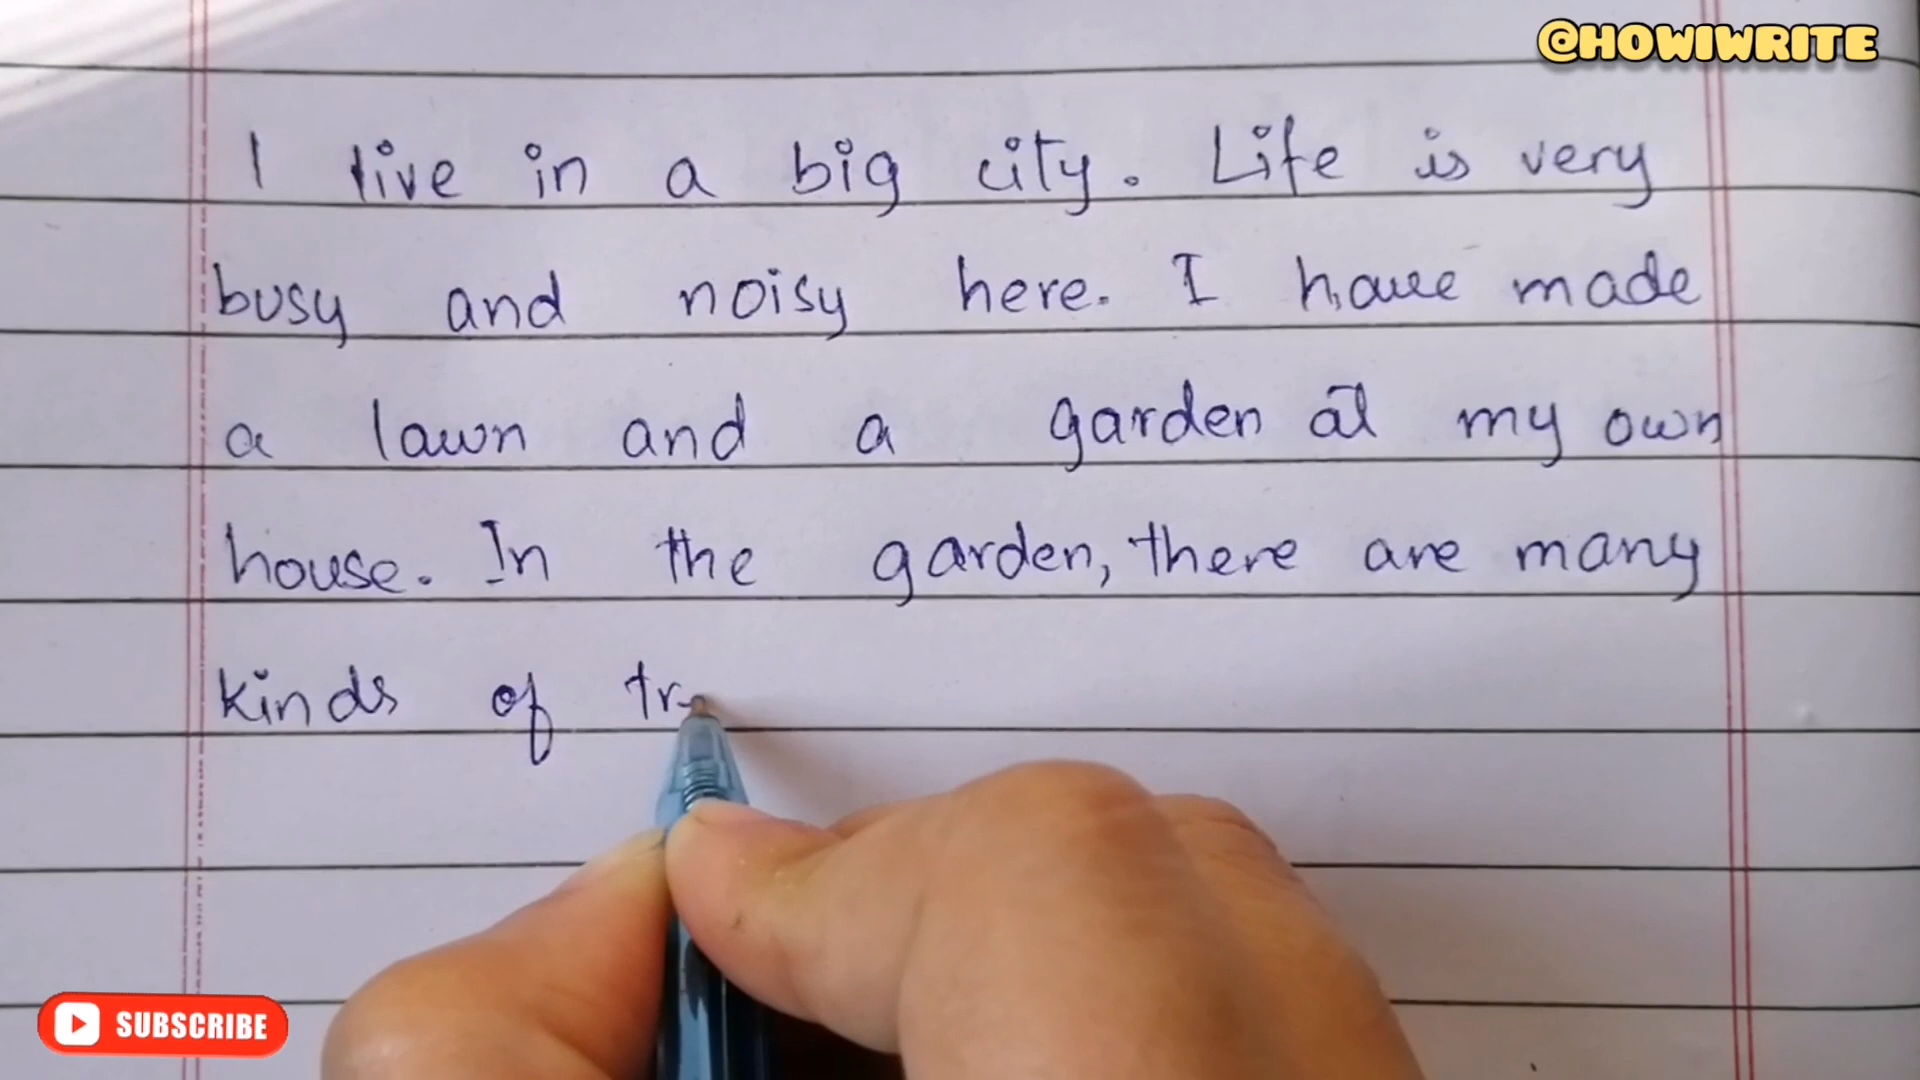 @HOWIWRITE
I live in a big city. Life is very
busy and noisy here. I have made
a lawn and a garden at my own
house. In the garden, there are many
kinds of tr
SUBSCRIBE